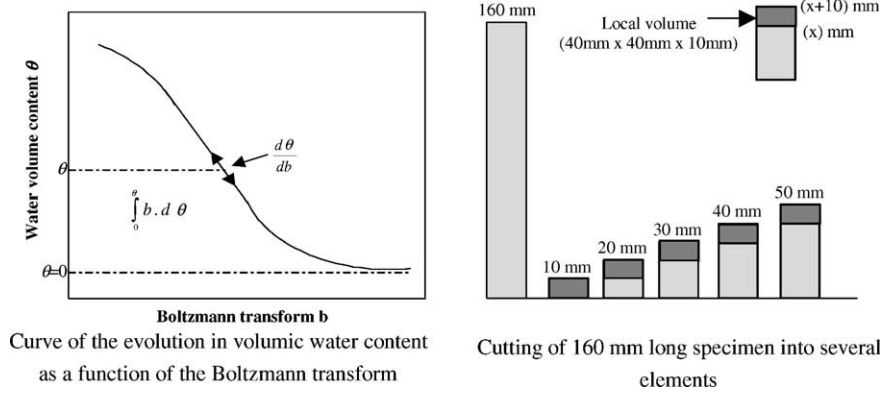 Water volume content θ
θ
θ=0
dθ
db
θ
∫ b.d θ
0
Boltzmann transform b
Curve of the evolution in volumic water content
as a function of the Boltzmann transform
160 mm
Local volume
(40mm x 40mm x 10mm)
(x+10) mm
(x) mm
10 mm
20 mm
30 mm
40 mm
50 mm
Cutting of 160 mm long specimen into several
elements